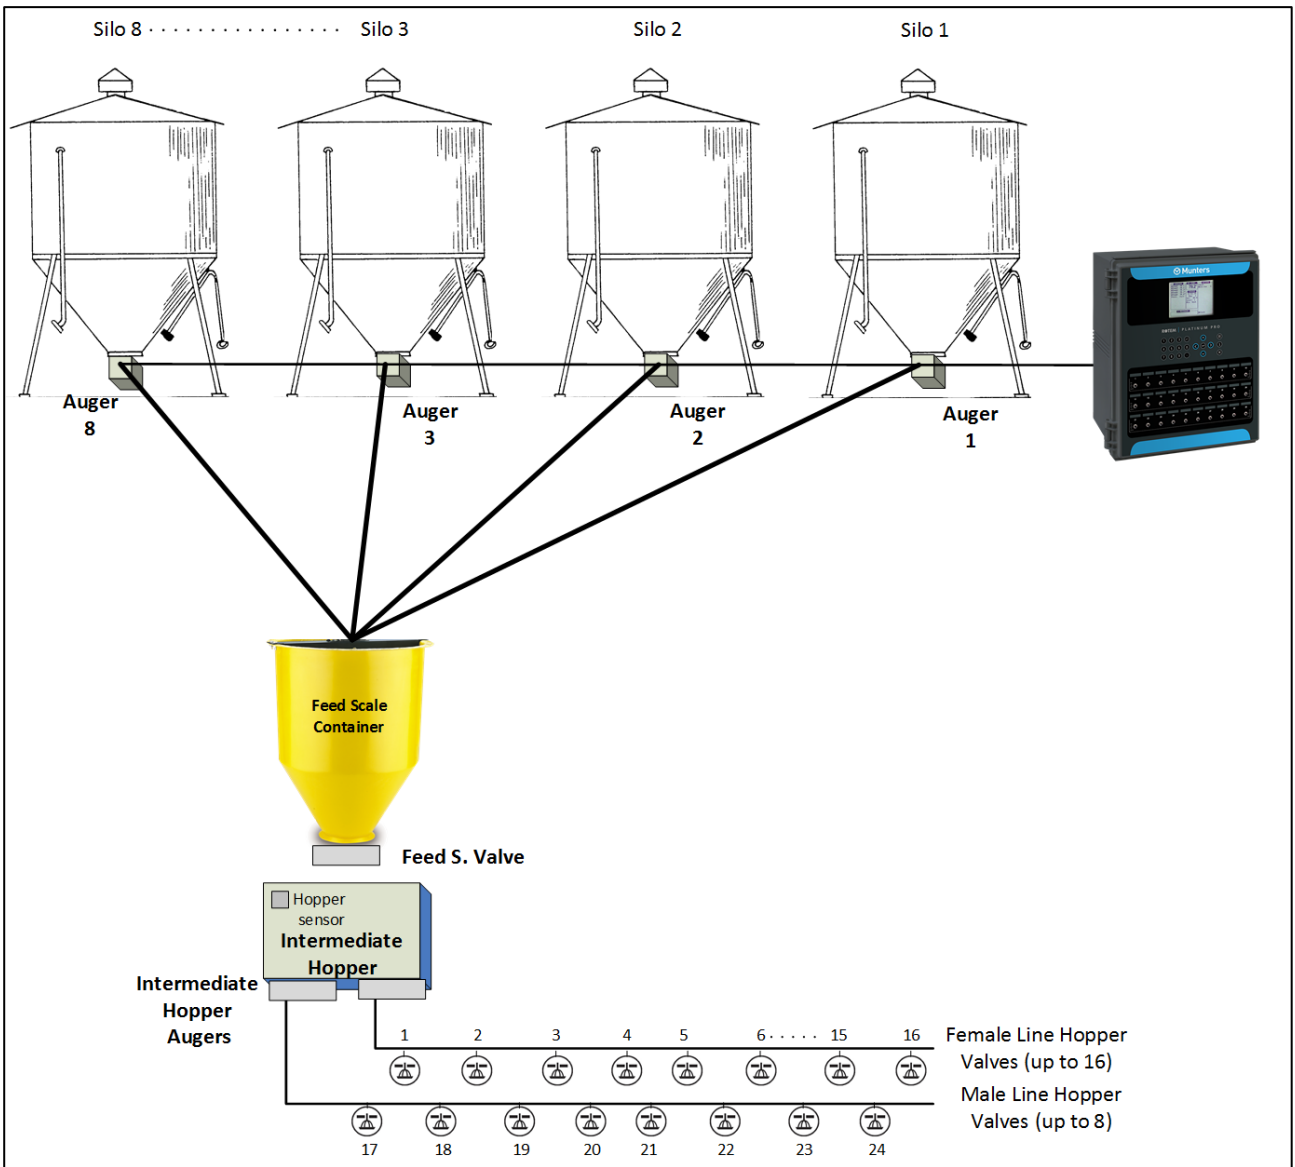 Silo 8 . . . . . . . . . . . . . Silo 3
Silo 2
Silo 1
Munters
PLATINUM PRO
Auger
8
Auger
3
Auger
2
Auger
1
Feed Scale
Container
Feed S. Valve
Hopper
sensor
Intermediate
Hopper
Intermediate
Hopper
Augers
1 2 3 4 5 6 . . . . . 15 16
Female Line Hopper
Valves (up to 16)
Male Line Hopper
Valves (up to 8)
17 18 19 20 21 22 23 24